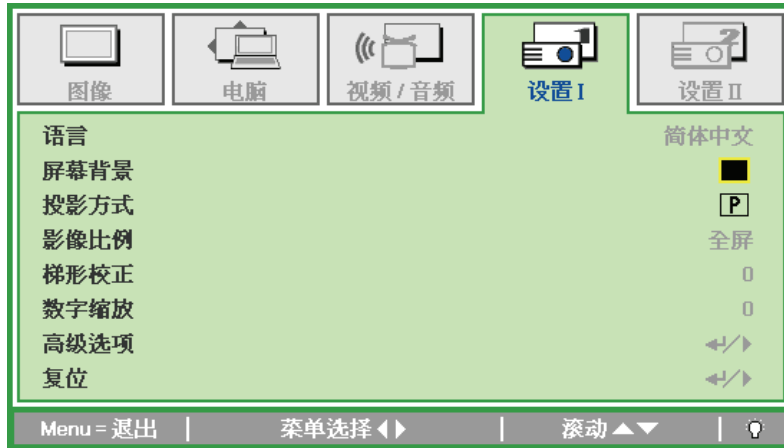 图像
电脑
视频 / 音频
设置 I
设置 II
语言 简体中文
屏幕背景
投影方式 P
影像比例 全屏
梯形校正 0
数字缩放 0
高级选项
复位
Menu = 退出 菜单选择 滚动